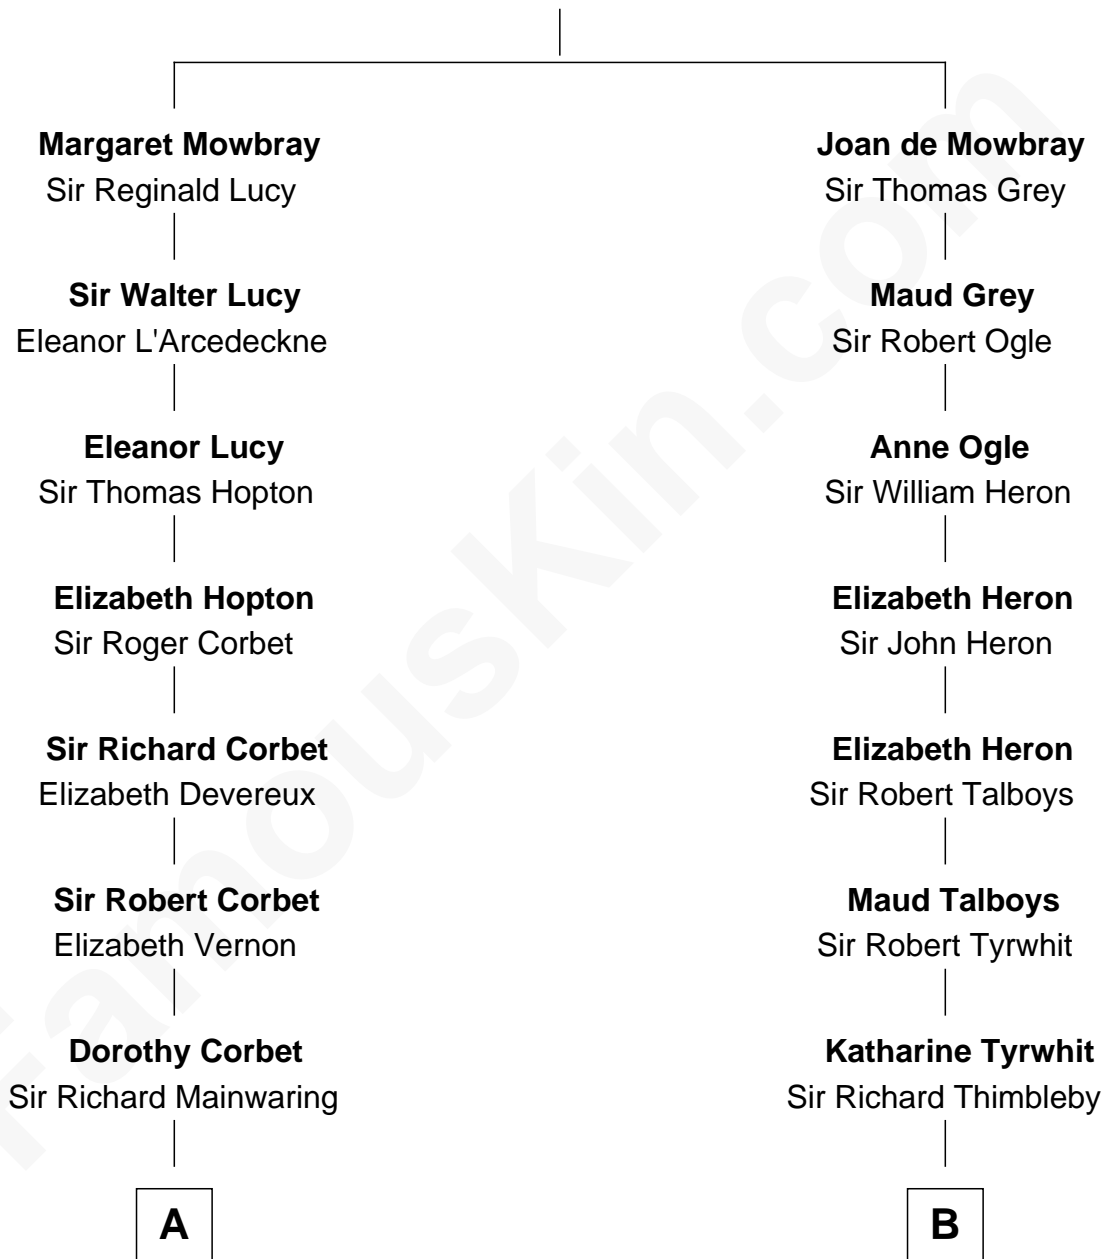 Margaret Mowbray
Sir Reginald Lucy
Joan de Mowbray
Sir Thomas Grey
Sir Walter Lucy
Eleanor L'Arcedeckne
Maud Grey
Sir Robert Ogle
Eleanor Lucy
Sir Thomas Hopton
Anne Ogle
Sir William Heron
Elizabeth Hopton
Sir Roger Corbet
Elizabeth Heron
Sir John Heron
Sir Richard Corbet
Elizabeth Devereux
Elizabeth Heron
Sir Robert Talboys
Sir Robert Corbet
Elizabeth Vernon
Maud Talboys
Sir Robert Tyrwhit
Dorothy Corbet
Sir Richard Mainwaring
Katharine Tyrwhit
Sir Richard Thimbleby
A
B
FamousKin.com